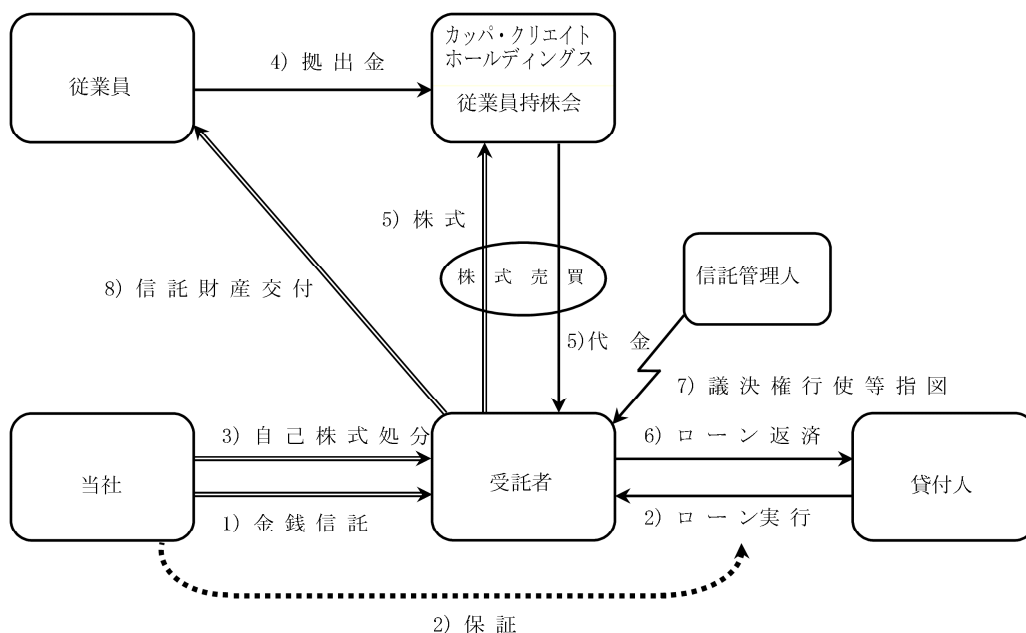 カッパ・クリエイト
ホールディングス
従業員持株会
従業員
4) 拠出金
5) 株式
株式売買
信託管理人
8) 信託財産交付
5)代金
7) 議決権行使等指図
3) 自己株式処分
6) ローン返済
当社
受託者
貸付人
1) 金銭信託
2) ローン実行
2) 保証